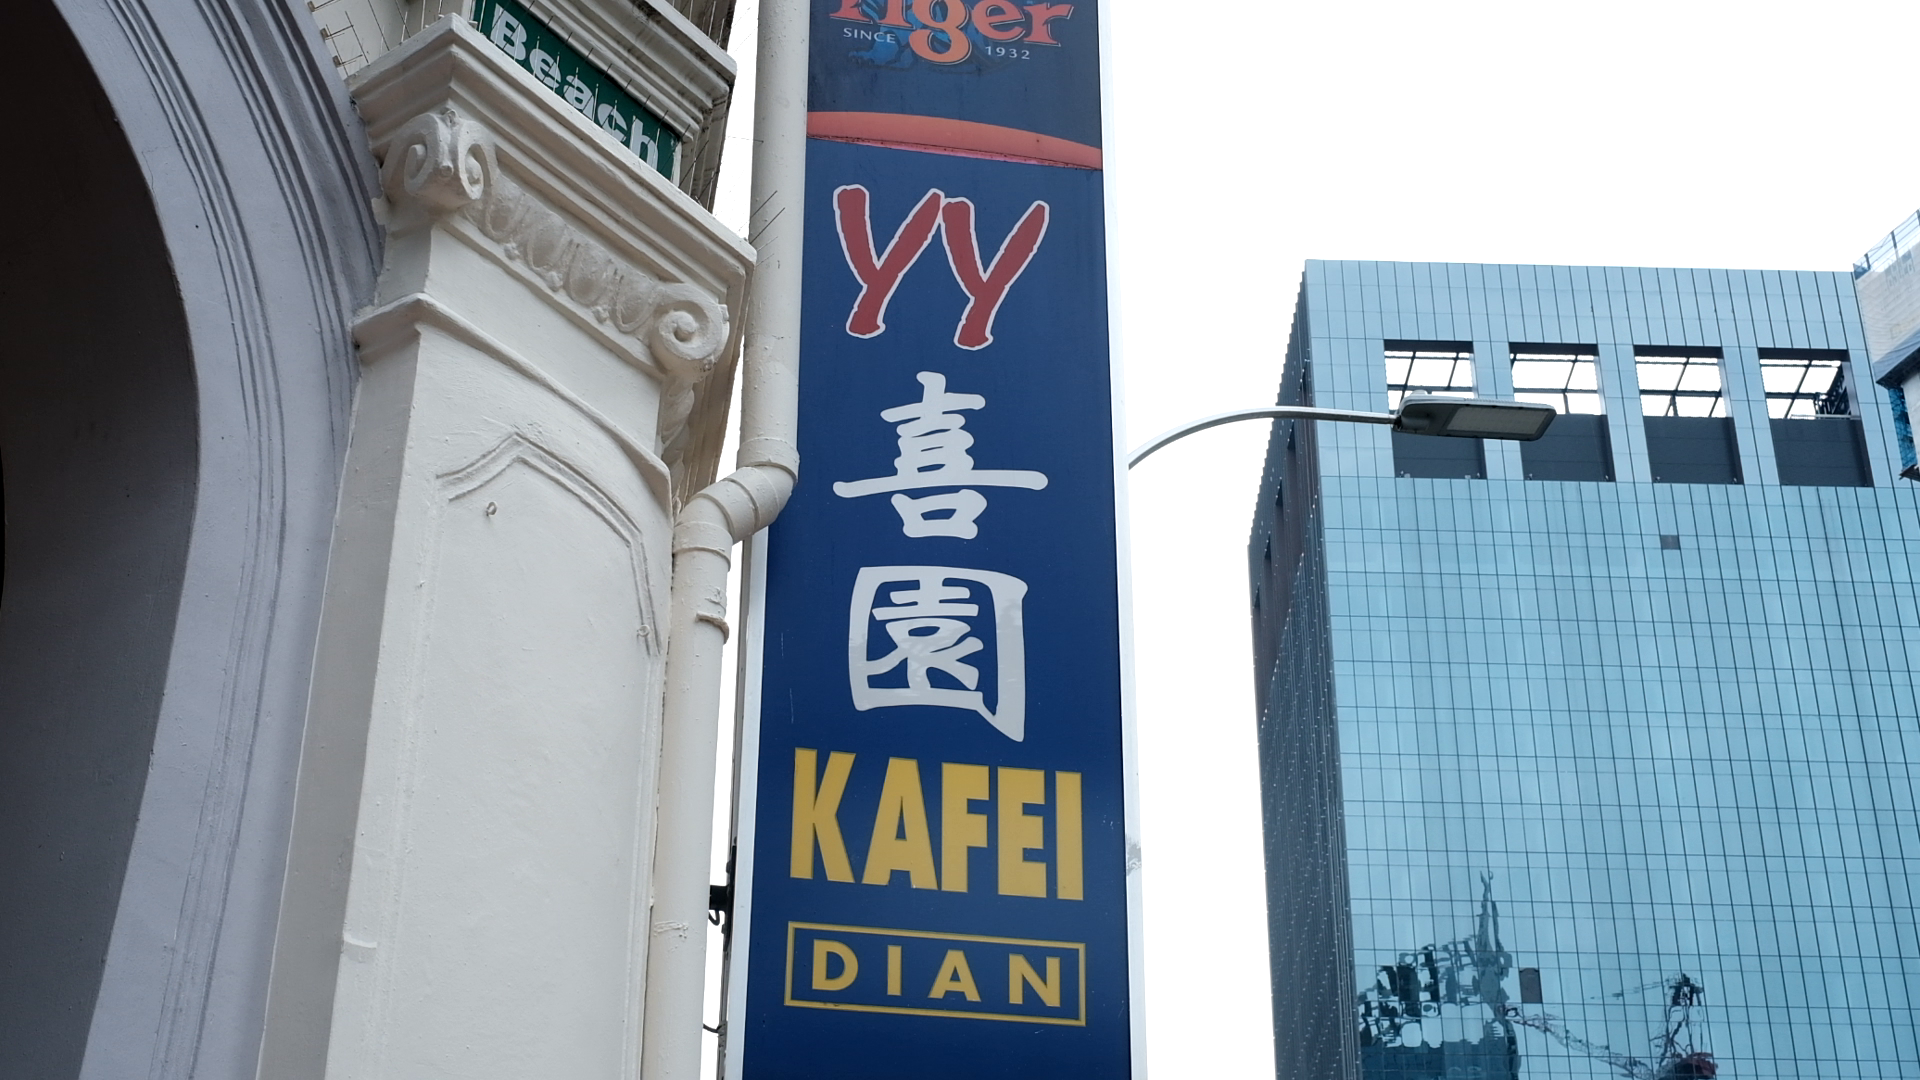 Beach
Tiger
SINCE 1932
YY
喜
園
KAFEI
DIAN